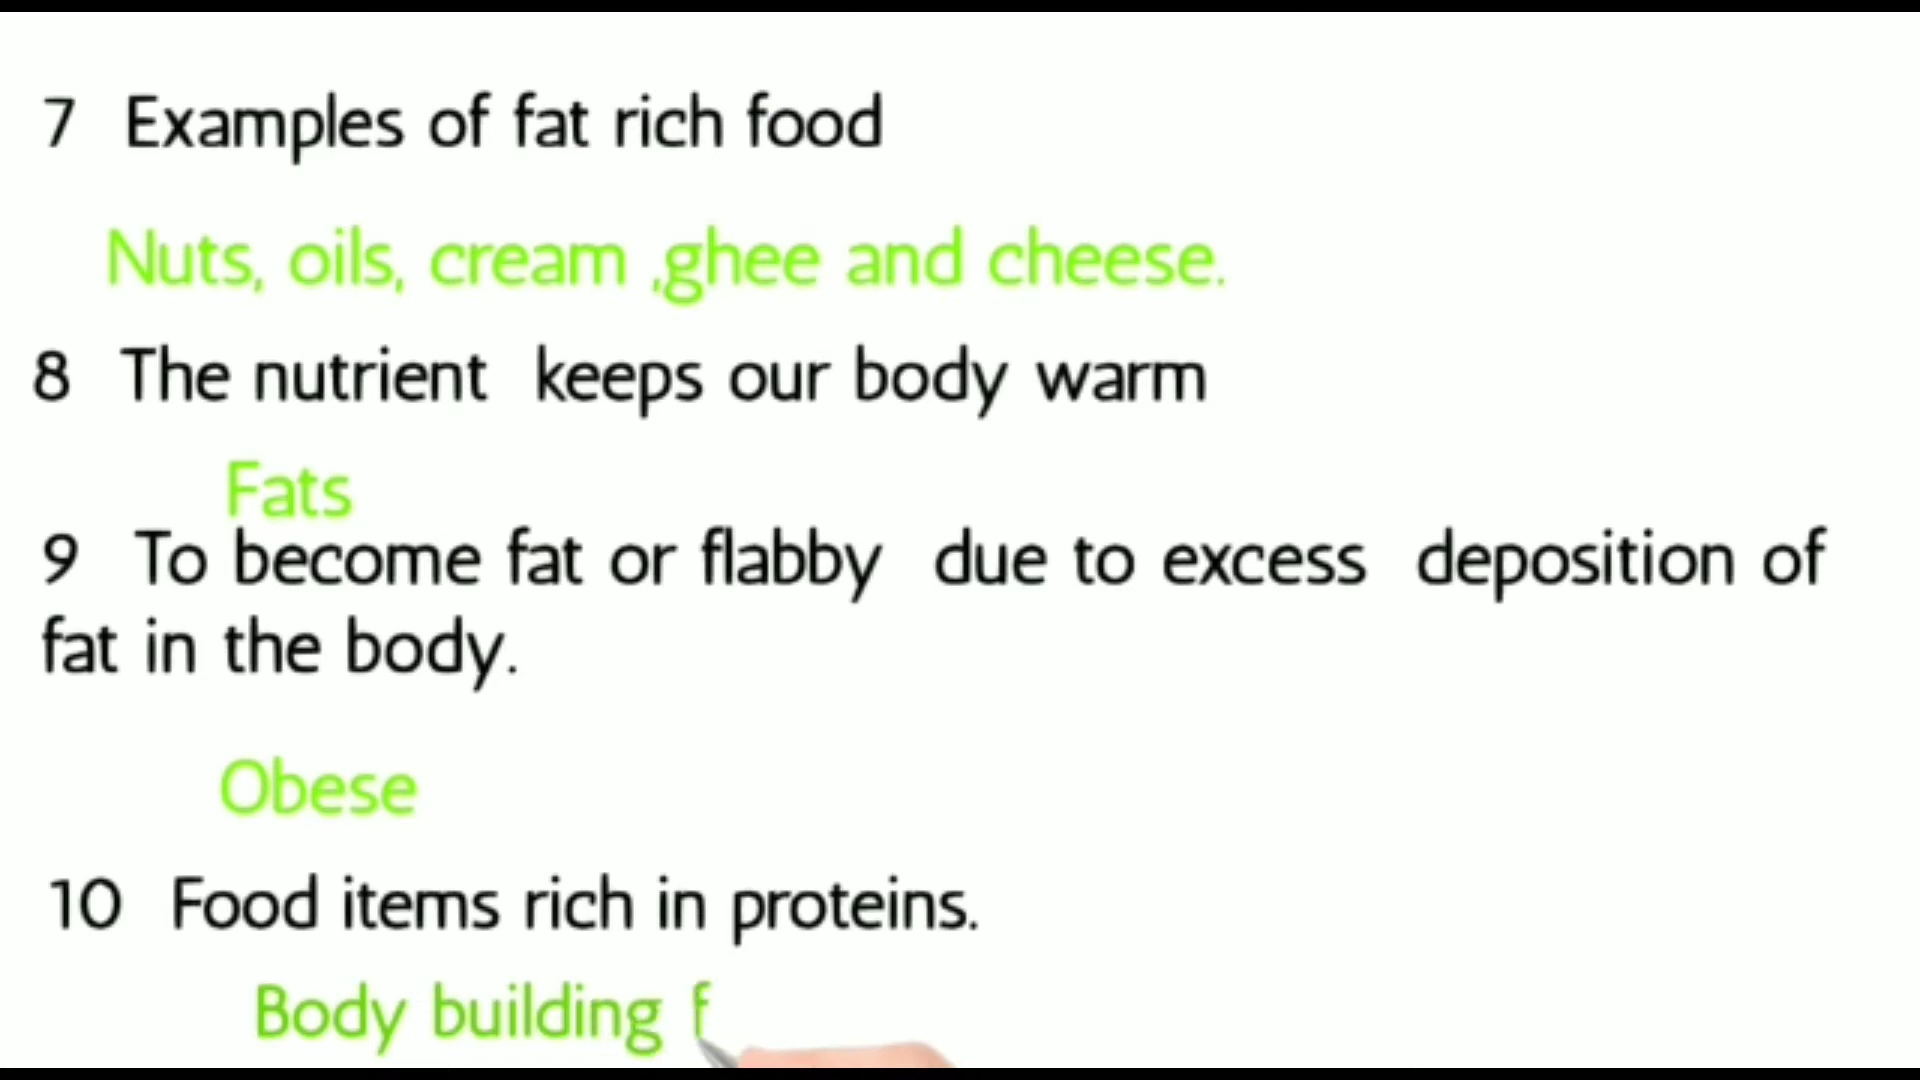 7 Examples of fat rich food
Nuts, oils, cream ,ghee and cheese.
8 The nutrient keeps our body warm
Fats
9 To become fat or flabby due to excess deposition of
fat in the body.
Obese
10 Food items rich in proteins.
Body building f